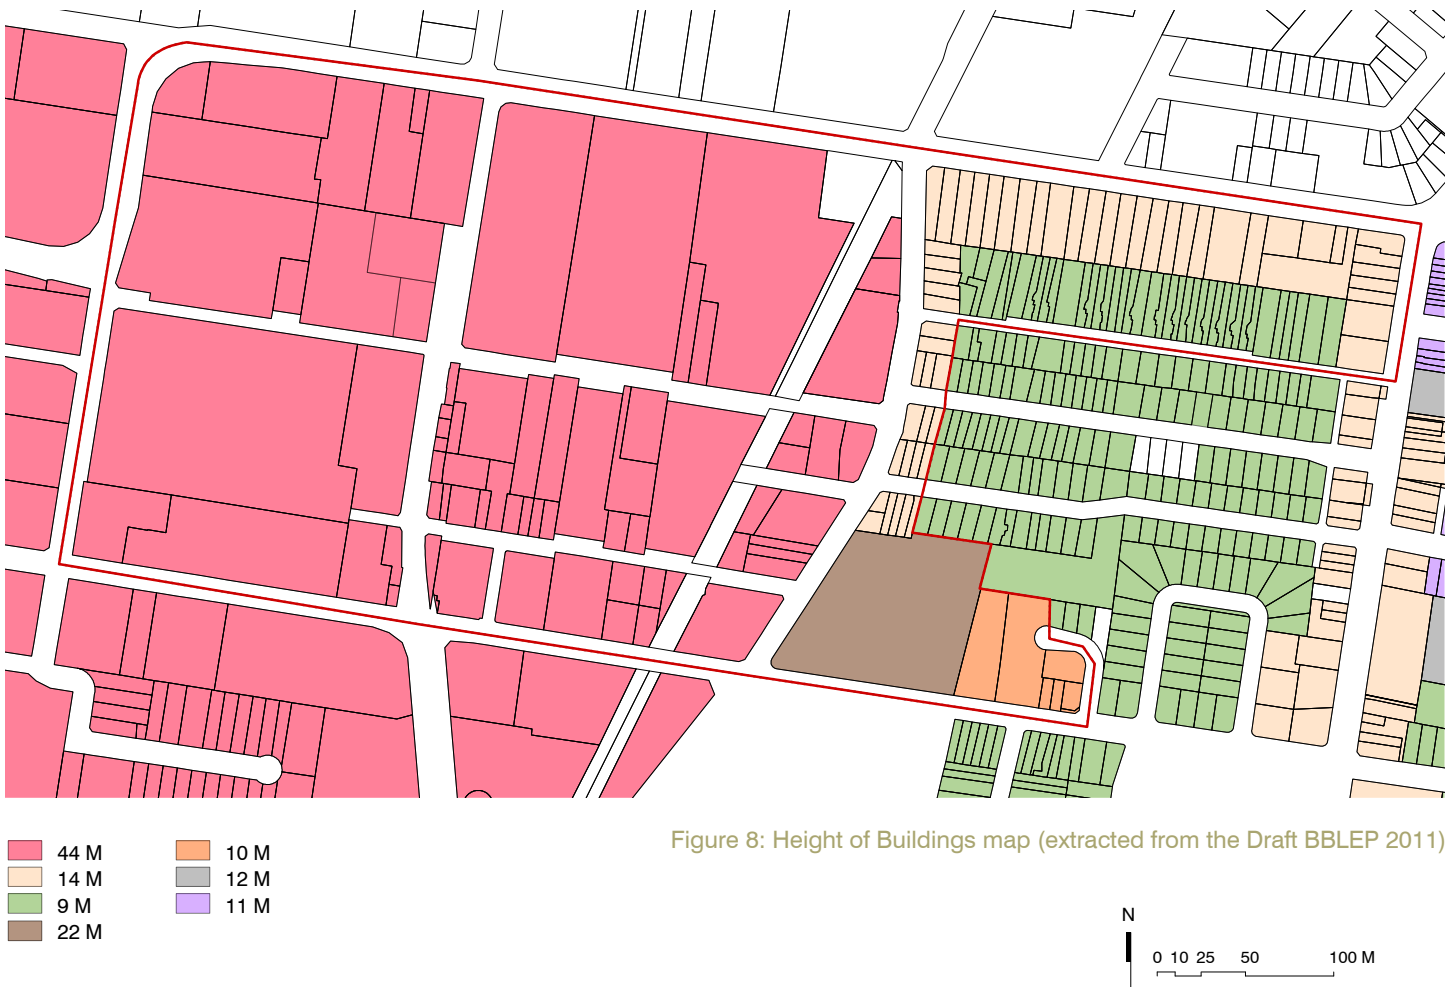 Figure 8: Height of Buildings map (extracted from the Draft BBLEP 2011)
44 M
14 M
9 M
22 M
10 M
12 M
11 M
N
0 10 25 50 100 M